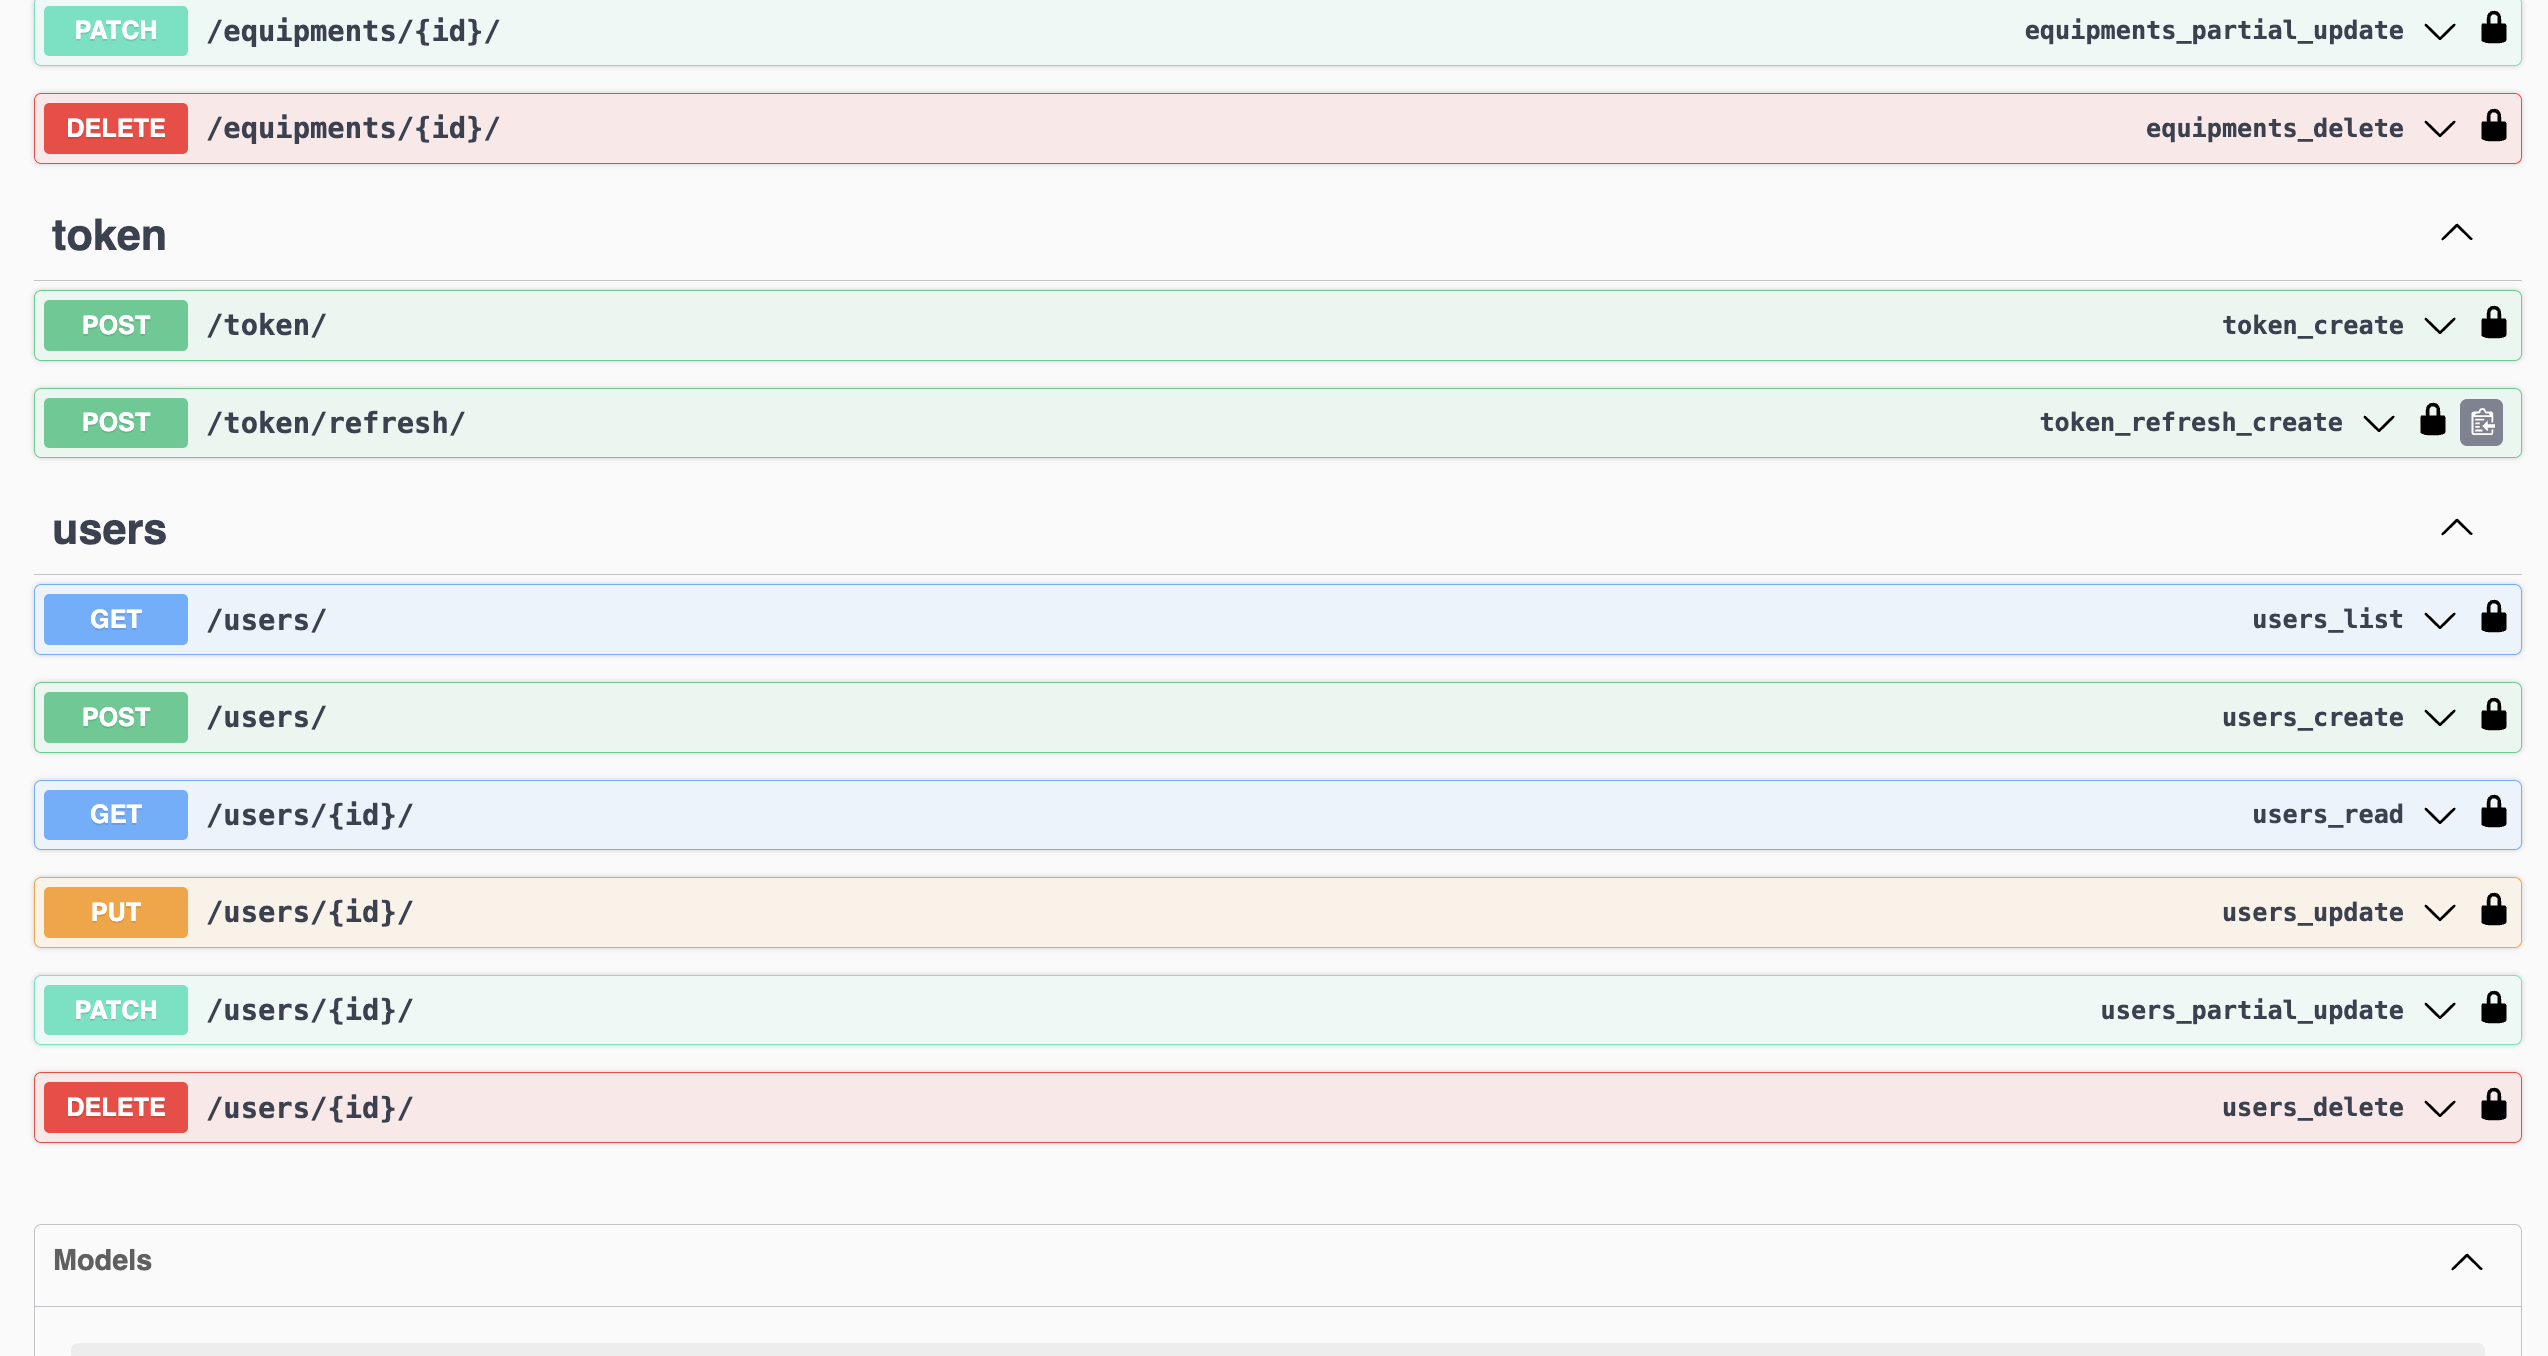 PATCH /equipments/{id}/ equipments_partial_update
DELETE /equipments/{id}/ equipments_delete
token
POST /token/ token_create
POST /token/refresh/ token_refresh_create
users
GET /users/ users_list
POST /users/ users_create
GET /users/{id}/ users_read
PUT /users/{id}/ users_update
PATCH /users/{id}/ users_partial_update
DELETE /users/{id}/ users_delete
Models